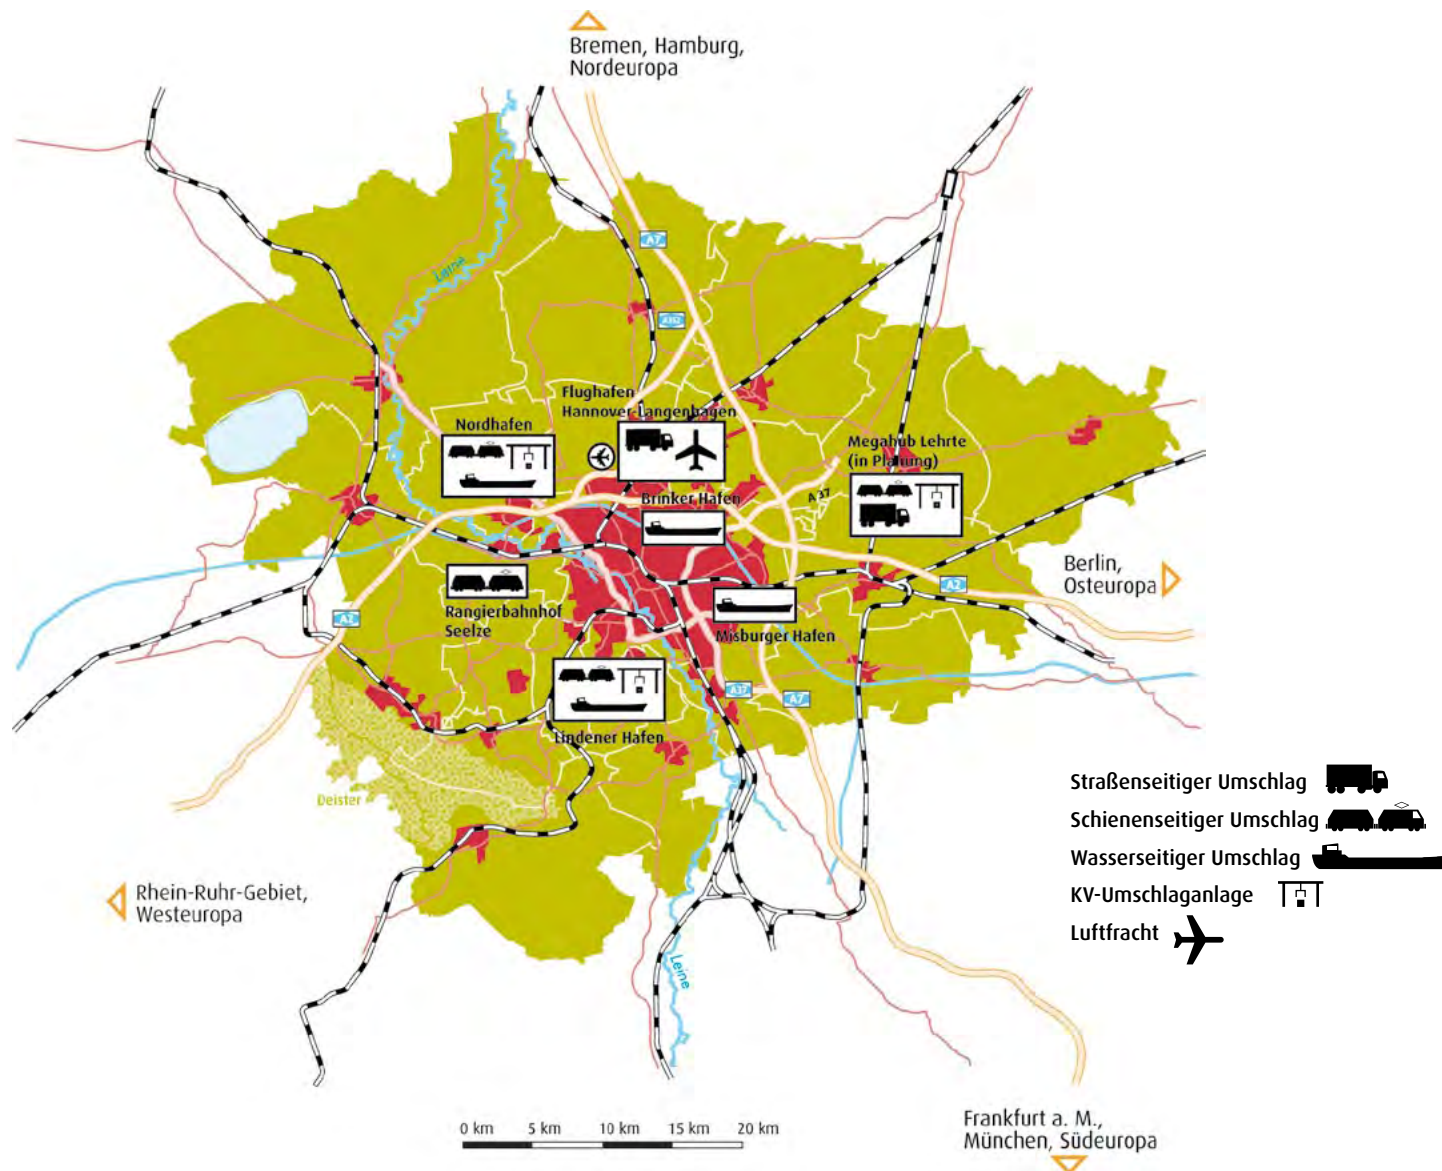 Bremen, Hamburg,
Nordeuropa
A7
Leine
A352
Flughafen
Hannover-Langenhagen
Nordhafen
Megahub Lehrte
(in Planung)
A 37
Brinker Hafen
Berlin,
Osteuropa
A2
A2
Rangierbahnhof
Seelze
Misburger Hafen
A37
A7
Lindener Hafen
Deister
Straßenseitiger Umschlag
Schienenseitiger Umschlag
Wasserseitiger Umschlag
KV-Umschlaganlage
Luftfracht
Rhein-Ruhr-Gebiet,
Westeuropa
Leine
0 km 5 km 10 km 15 km 20 km
Frankfurt a. M.,
München, Südeuropa